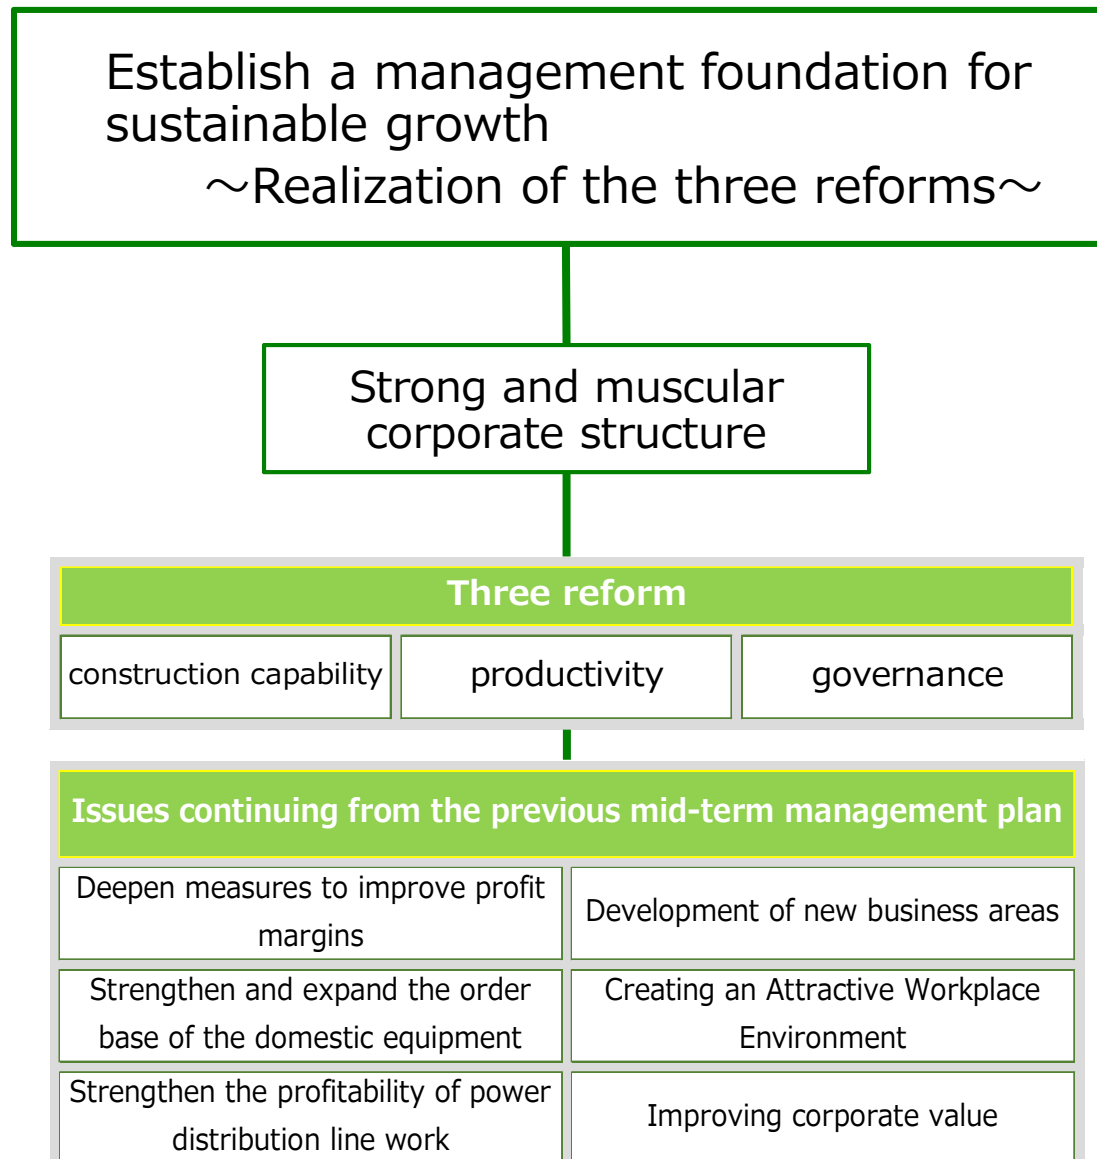 Establish a management foundation for
sustainable growth
～Realization of the three reforms～
Strong and muscular
corporate structure
Three reform
construction capability
productivity
governance
Issues continuing from the previous mid-term management plan
Deepen measures to improve profit
margins
Development of new business areas
Strengthen and expand the order
base of the domestic equipment
Creating an Attractive Workplace
Environment
Strengthen the profitability of power
distribution line work
Improving corporate value